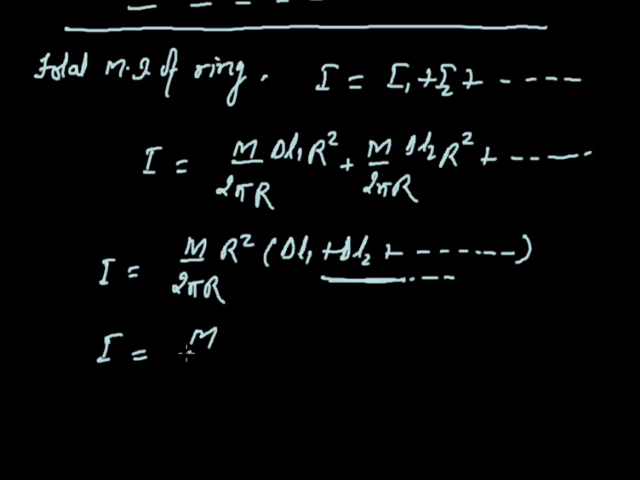 Total M.I of ring. I = I₁ + I₂ + -----
I = M/2πR Δl₁R² + M/2πR Δl₂R² + -----
I = M/2πR R² (Δl₁ + Δl₂ + ------)
I = M